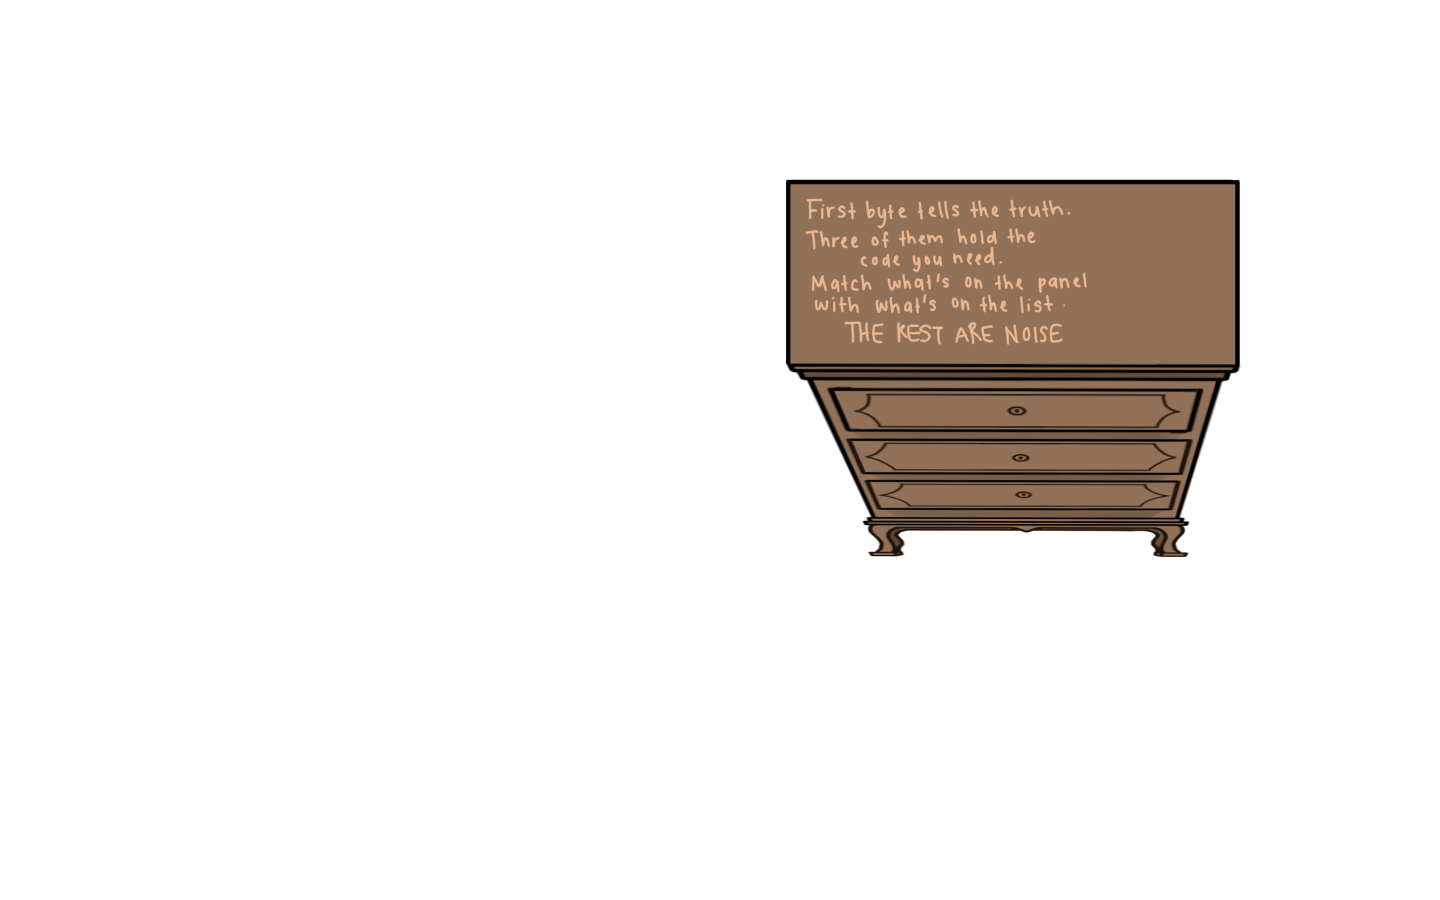 First byte tells the truth.
Three of them hold the
code you need.
Match what's on the panel
with what's on the list.
THE REST ARE NOISE